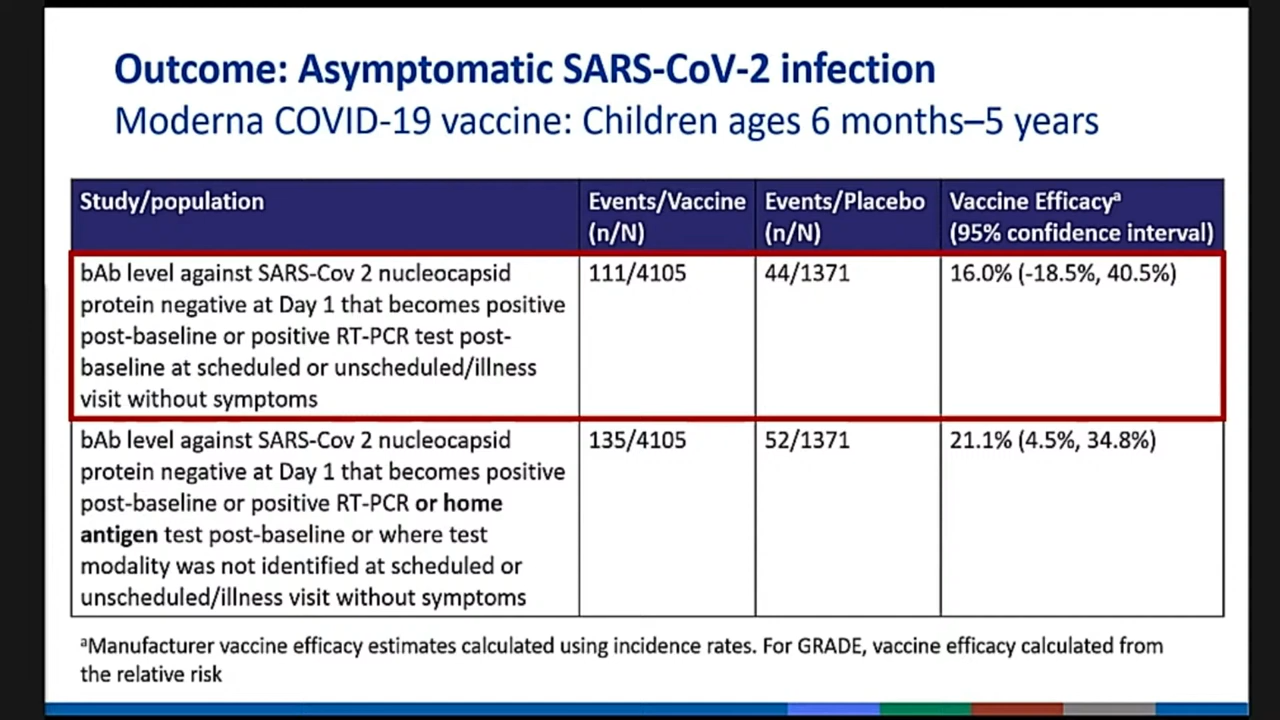 Outcome: Asymptomatic SARS-CoV-2 infection
Moderna COVID-19 vaccine: Children ages 6 months–5 years
Study/population
Events/Vaccine
(n/N)
Events/Placebo
(n/N)
Vaccine Efficacyᵃ
(95% confidence interval)
bAb level against SARS-Cov 2 nucleocapsid
protein negative at Day 1 that becomes positive
post-baseline or positive RT-PCR test post-
baseline at scheduled or unscheduled/illness
visit without symptoms
111/4105
44/1371
16.0% (-18.5%, 40.5%)
bAb level against SARS-Cov 2 nucleocapsid
protein negative at Day 1 that becomes positive
post-baseline or positive RT-PCR or home
antigen test post-baseline or where test
modality was not identified at scheduled or
unscheduled/illness visit without symptoms
135/4105
52/1371
21.1% (4.5%, 34.8%)
ᵃManufacturer vaccine efficacy estimates calculated using incidence rates. For GRADE, vaccine efficacy calculated from
the relative risk